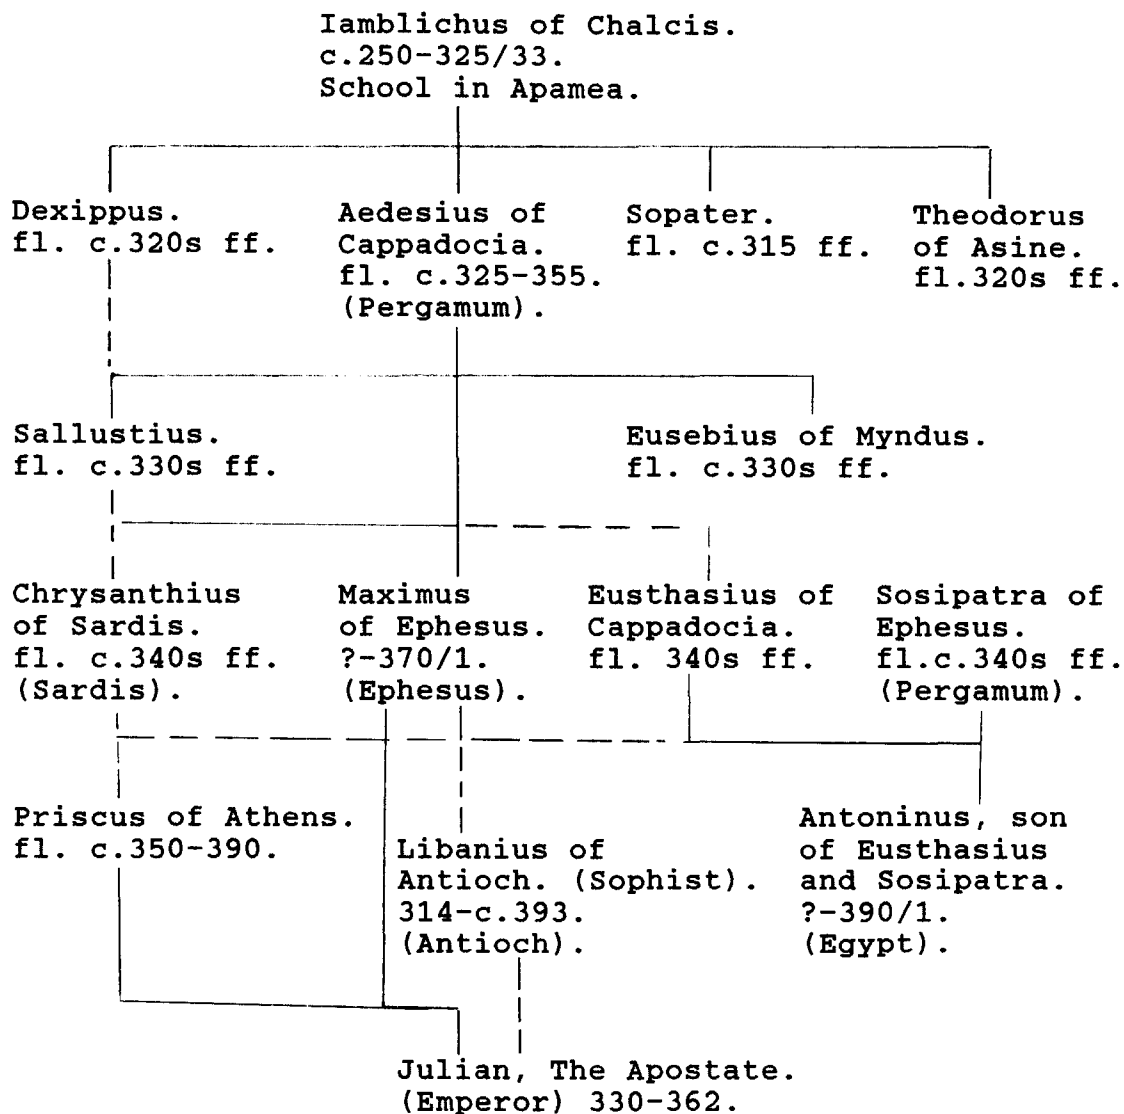 Iamblichus of Chalcis.
c.250-325/33.
School in Apamea.
Dexippus.
fl. c.320s ff.
Aedesius of
Cappadocia.
fl. c.325-355.
(Pergamum).
Sopater.
fl. c.315 ff.
Theodorus
of Asine.
fl.320s ff.
Sallustius.
fl. c.330s ff.
Eusebius of Myndus.
fl. c.330s ff.
Chrysanthius
of Sardis.
fl. c.340s ff.
(Sardis).
Maximus
of Ephesus.
?-370/1.
(Ephesus).
Eusthasius of
Cappadocia.
fl. 340s ff.
Sosipatra of
Ephesus.
fl.c.340s ff.
(Pergamum).
Priscus of Athens.
fl. c.350-390.
Libanius of
Antioch. (Sophist).
314-c.393.
(Antioch).
Antoninus, son
of Eusthasius
and Sosipatra.
?-390/1.
(Egypt).
Julian, The Apostate.
(Emperor) 330-362.